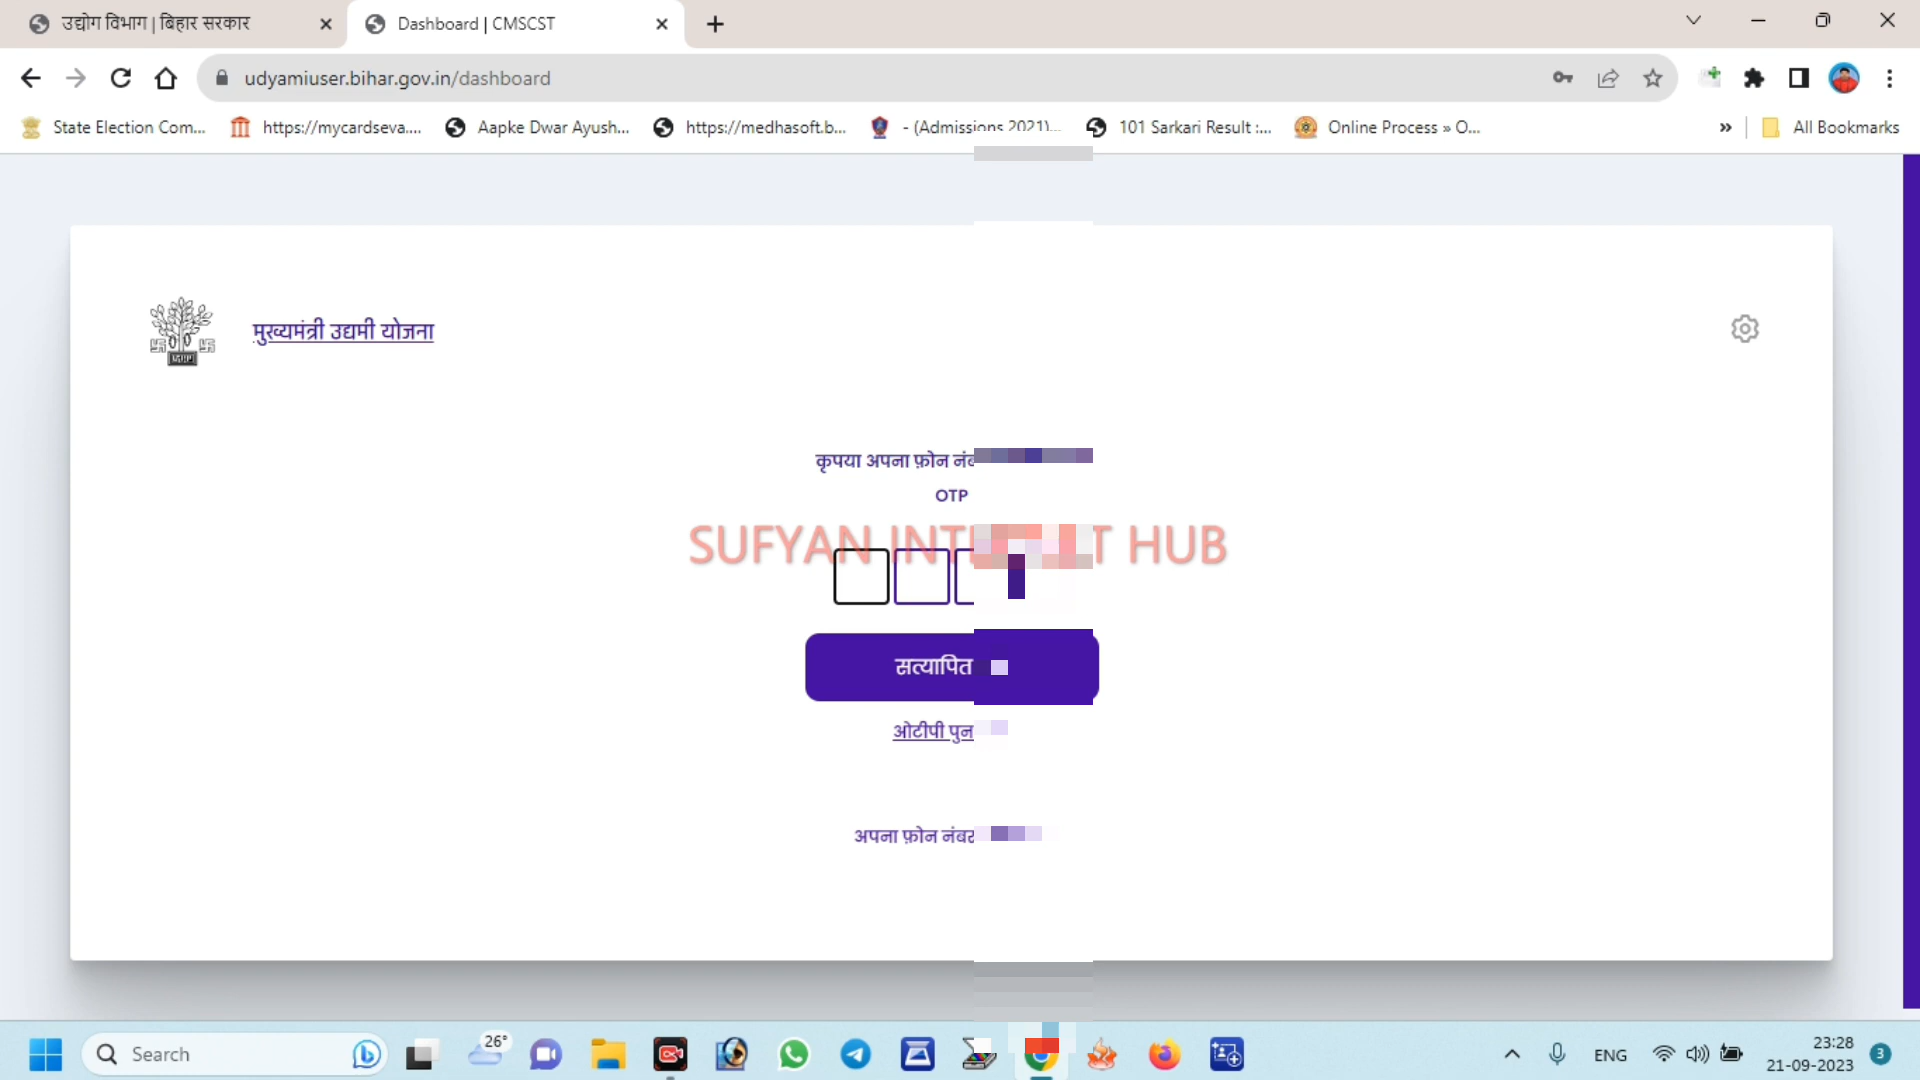 उद्योग विभाग | बिहार सरकार
Dashboard | CMSCST
udyamiuser.bihar.gov.in/dashboard
State Election Com...
https://mycardseva....
Aapke Dwar Ayush...
https://medhasoft.b...
- (Admissions 2021)...
101 Sarkari Result :...
Online Process » O...
»
All Bookmarks
मुख्यमंत्री उद्यमी योजना
कृपया अपना फ़ोन
OTP
SUFYAN HUB
सत्यापित
ओटीपी
अपना फ़ोन नंबर
26°
Search
ENG
23:28
21-09-2023
3